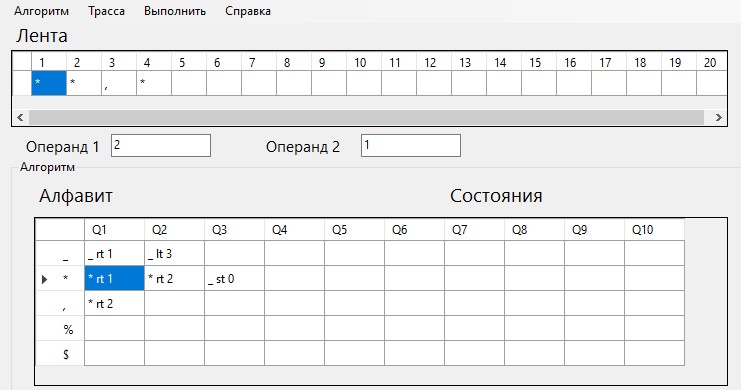 Алгоритм Трасса Выполнить Справка
Лента
1 2 3 4 5 6 7 8 9 10 11 12 13 14 15 16 17 18 19 20
* * , *
Операнд 1 2 Операнд 2 1
Алгоритм
Алфавит Состояния
Q1 Q2 Q3 Q4 Q5 Q6 Q7 Q8 Q9 Q10
_ _ rt 1 _ lt 3
* * rt 1 * rt 2 _ st 0
, * rt 2
%
$